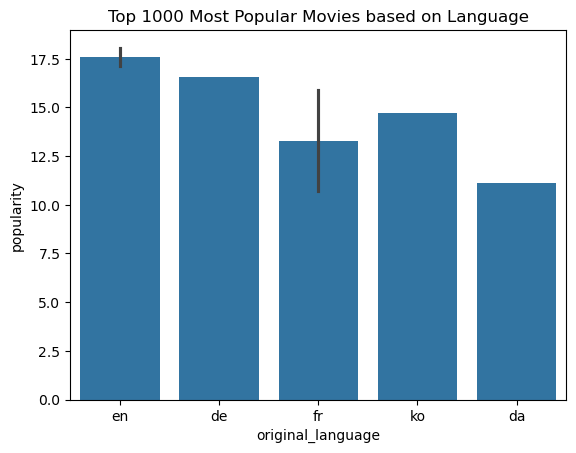 Top 1000 Most Popular Movies based on Language
popularity
17.5
15.0
12.5
10.0
7.5
5.0
2.5
0.0
en de fr ko da
original_language